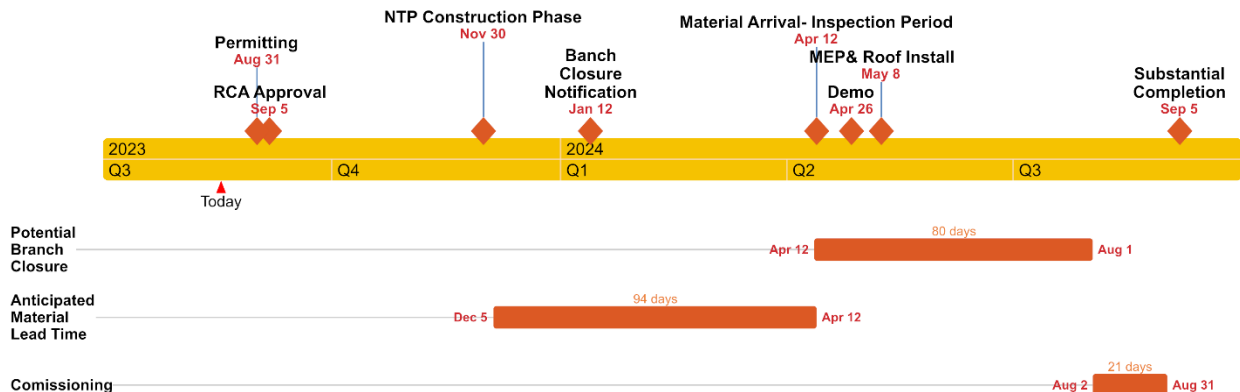 NTP Construction Phase
Nov 30
Material Arrival- Inspection Period
Apr 12
Permitting
Aug 31
Banch
Closure
Notification
Jan 12
MEP& Roof Install
May 8
Substantial
Completion
Sep 5
RCA Approval
Sep 5
Demo
Apr 26
2023
2024
Q3
Q4
Q1
Q2
Q3
Today
Potential
Branch
Closure
Apr 12
80 days
Aug 1
Anticipated
Material
Lead Time
Dec 5
94 days
Apr 12
Comissioning
Aug 2
21 days
Aug 31